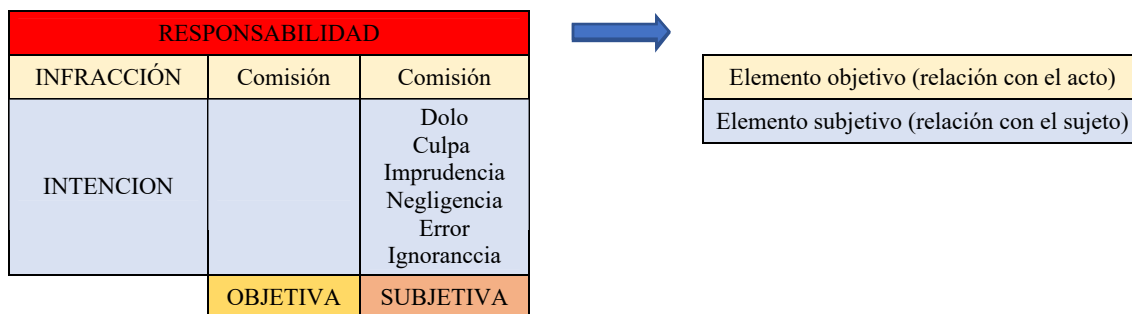 RESPONSABILIDAD
INFRACCIÓN Comisión Comisión
INTENCION
Dolo
Culpa
Imprudencia
Negligencia
Error
Ignoranccia
OBJETIVA SUBJETIVA
Elemento objetivo (relación con el acto)
Elemento subjetivo (relación con el sujeto)